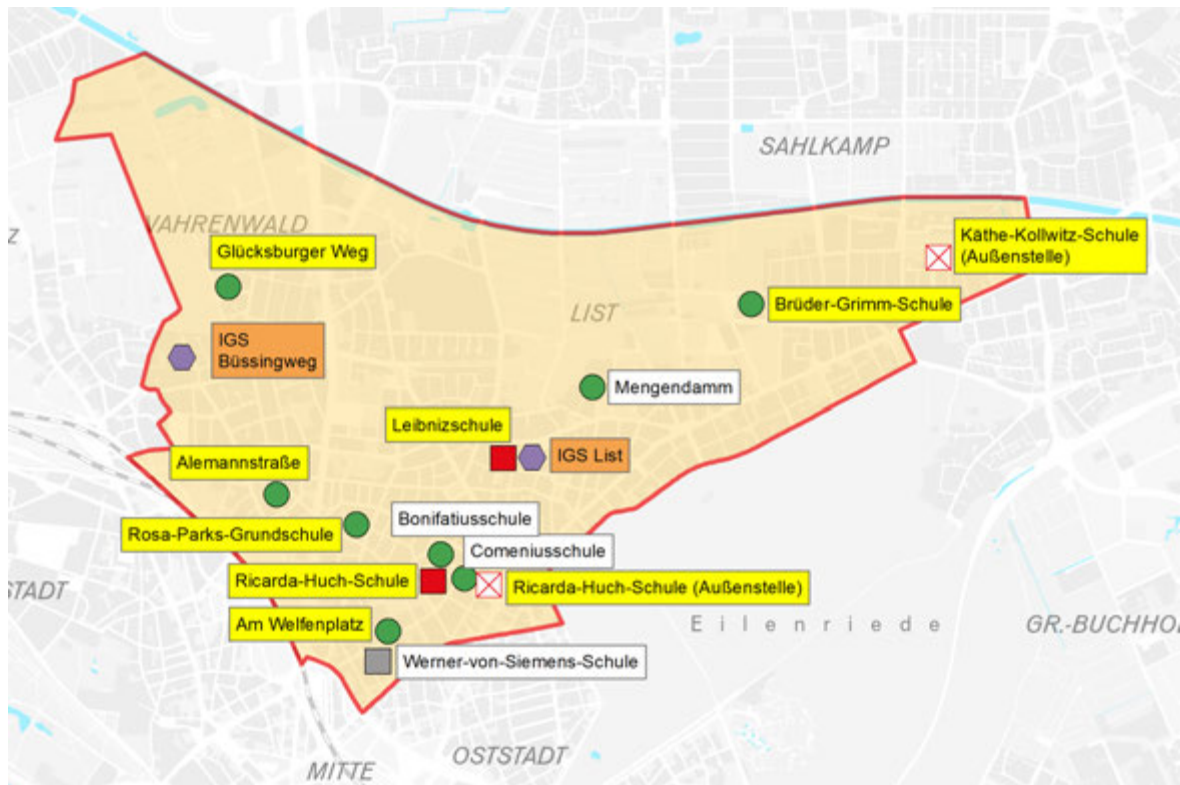 SAHLKAMP
VAHRENWALD
Käthe-Kollwitz-Schule
(Außenstelle)
Glücksburger Weg
Z
Brüder-Grimm-Schule
LIST
IGS
Büssingweg
Mengendamm
Leibnizschule
IGS List
Alemannstraße
Bonifatiusschule
Rosa-Parks-Grundschule
Comeniusschule
Ricarda-Huch-Schule
Ricarda-Huch-Schule (Außenstelle)
STADT
Am Welfenplatz
Eilenriede
GR.-BUCHHOL
Werner-von-Siemens-Schule
OSTSTADT
MITTE